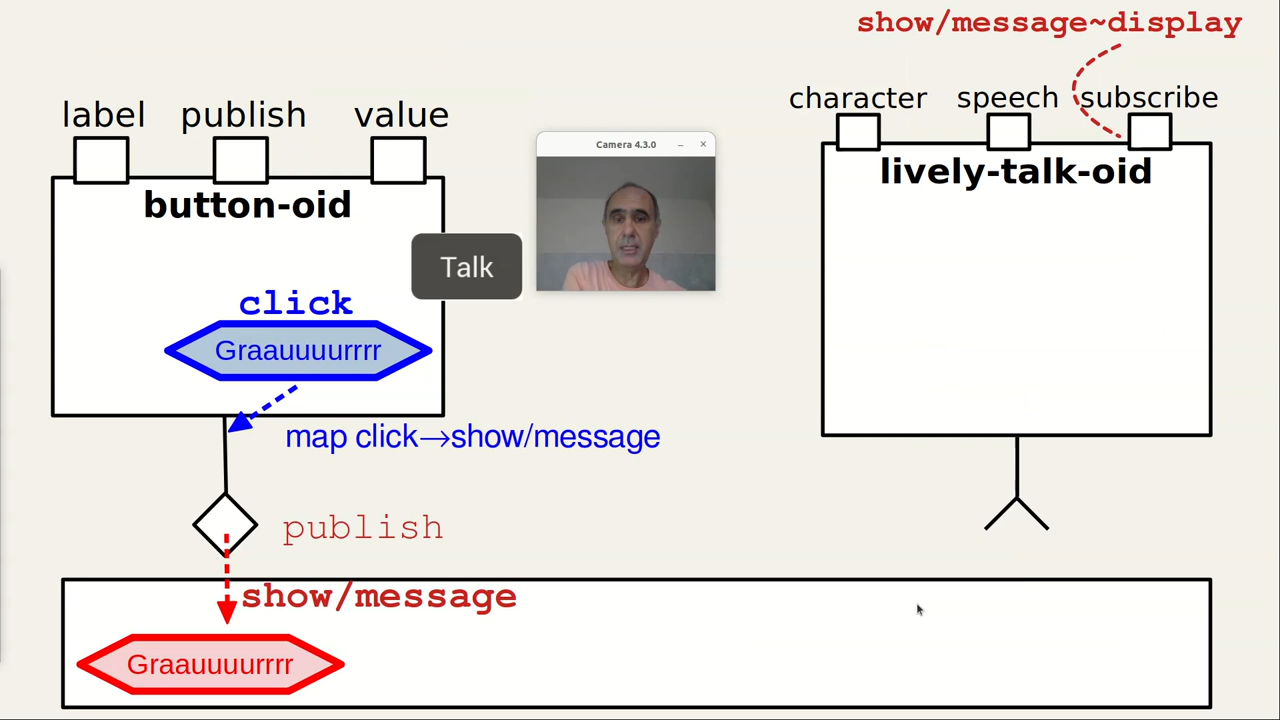 show/message~display
label publish value
character speech subscribe
Camera 4.3.0
button-oid
lively-talk-oid
Talk
click
Graauuuurrrr
map click→show/message
publish
show/message
Graauuuurrrr